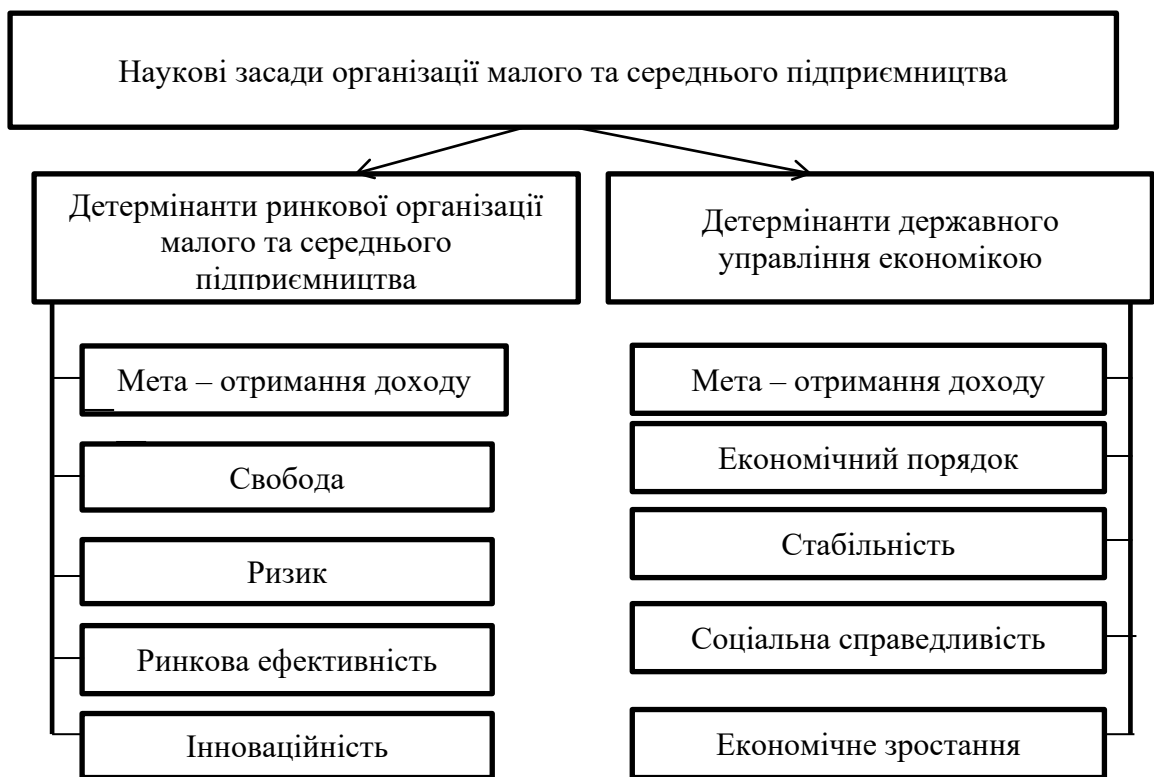 Наукові засади організації малого та середнього підприємництва
Детермінанти ринкової організації
малого та середнього
підприємництва
Мета – отримання доходу
Свобода
Ризик
Ринкова ефективність
Інноваційність
Детермінанти державного
управління економікою
Мета – отримання доходу
Економічний порядок
Стабільність
Соціальна справедливість
Економічне зростання